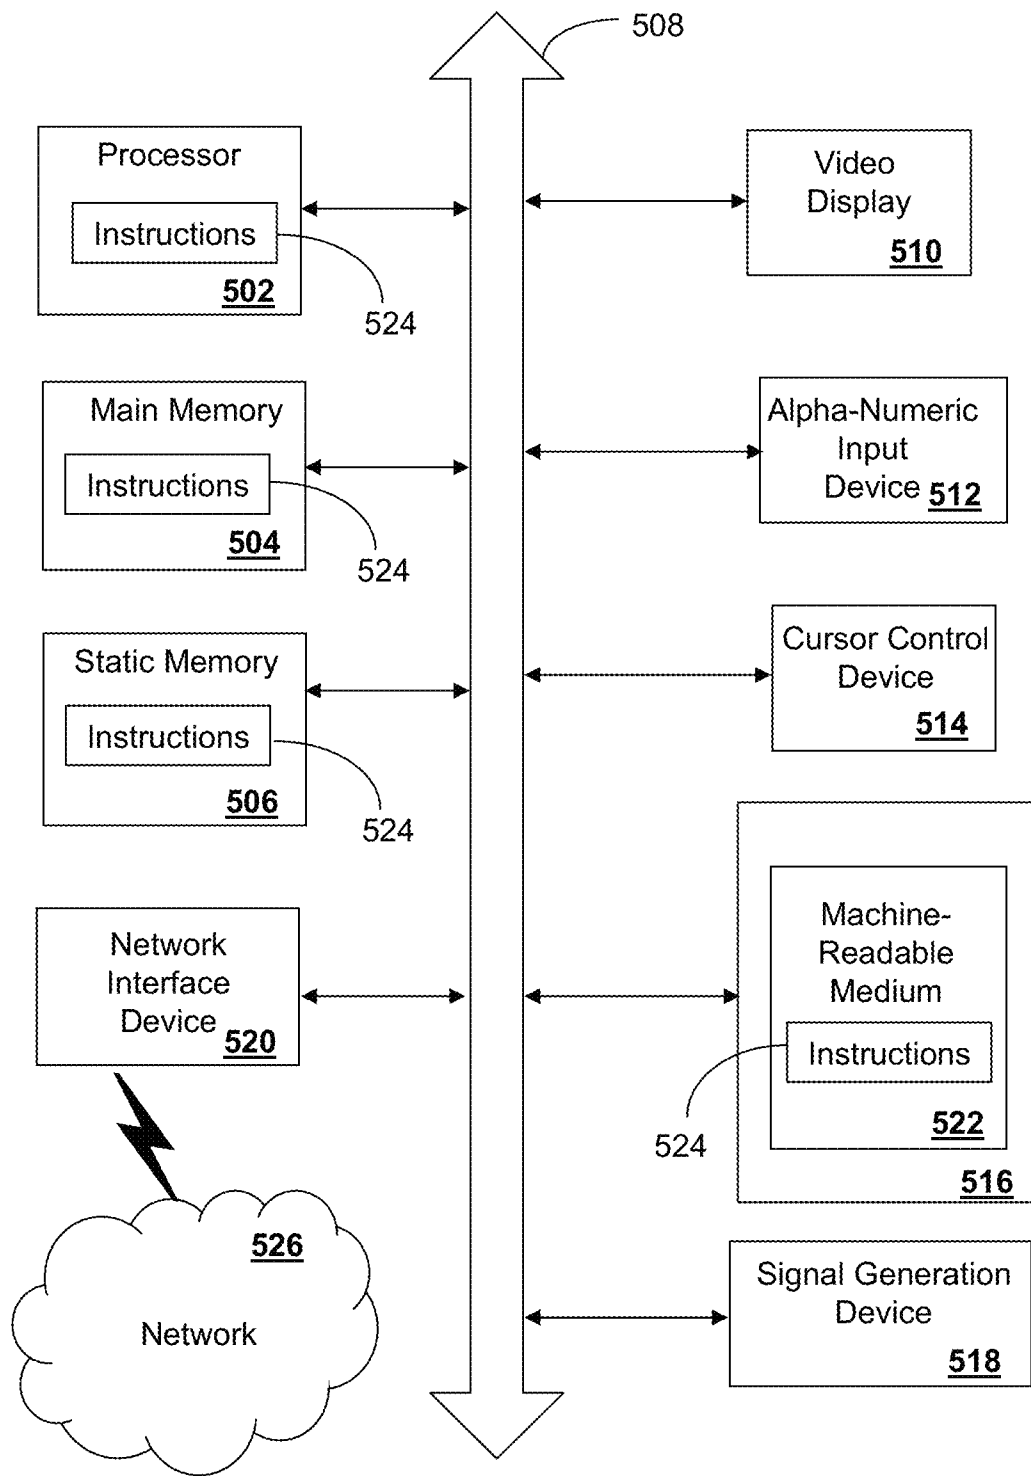 508
Processor
Instructions
502
524
Main Memory
Instructions
504
524
Static Memory
Instructions
506
524
Network
Interface
Device
520
526
Network
Video
Display
510
Alpha-Numeric
Input
Device
512
Cursor Control
Device
514
Machine-
Readable
Medium
Instructions
522
524
516
Signal Generation
Device
518